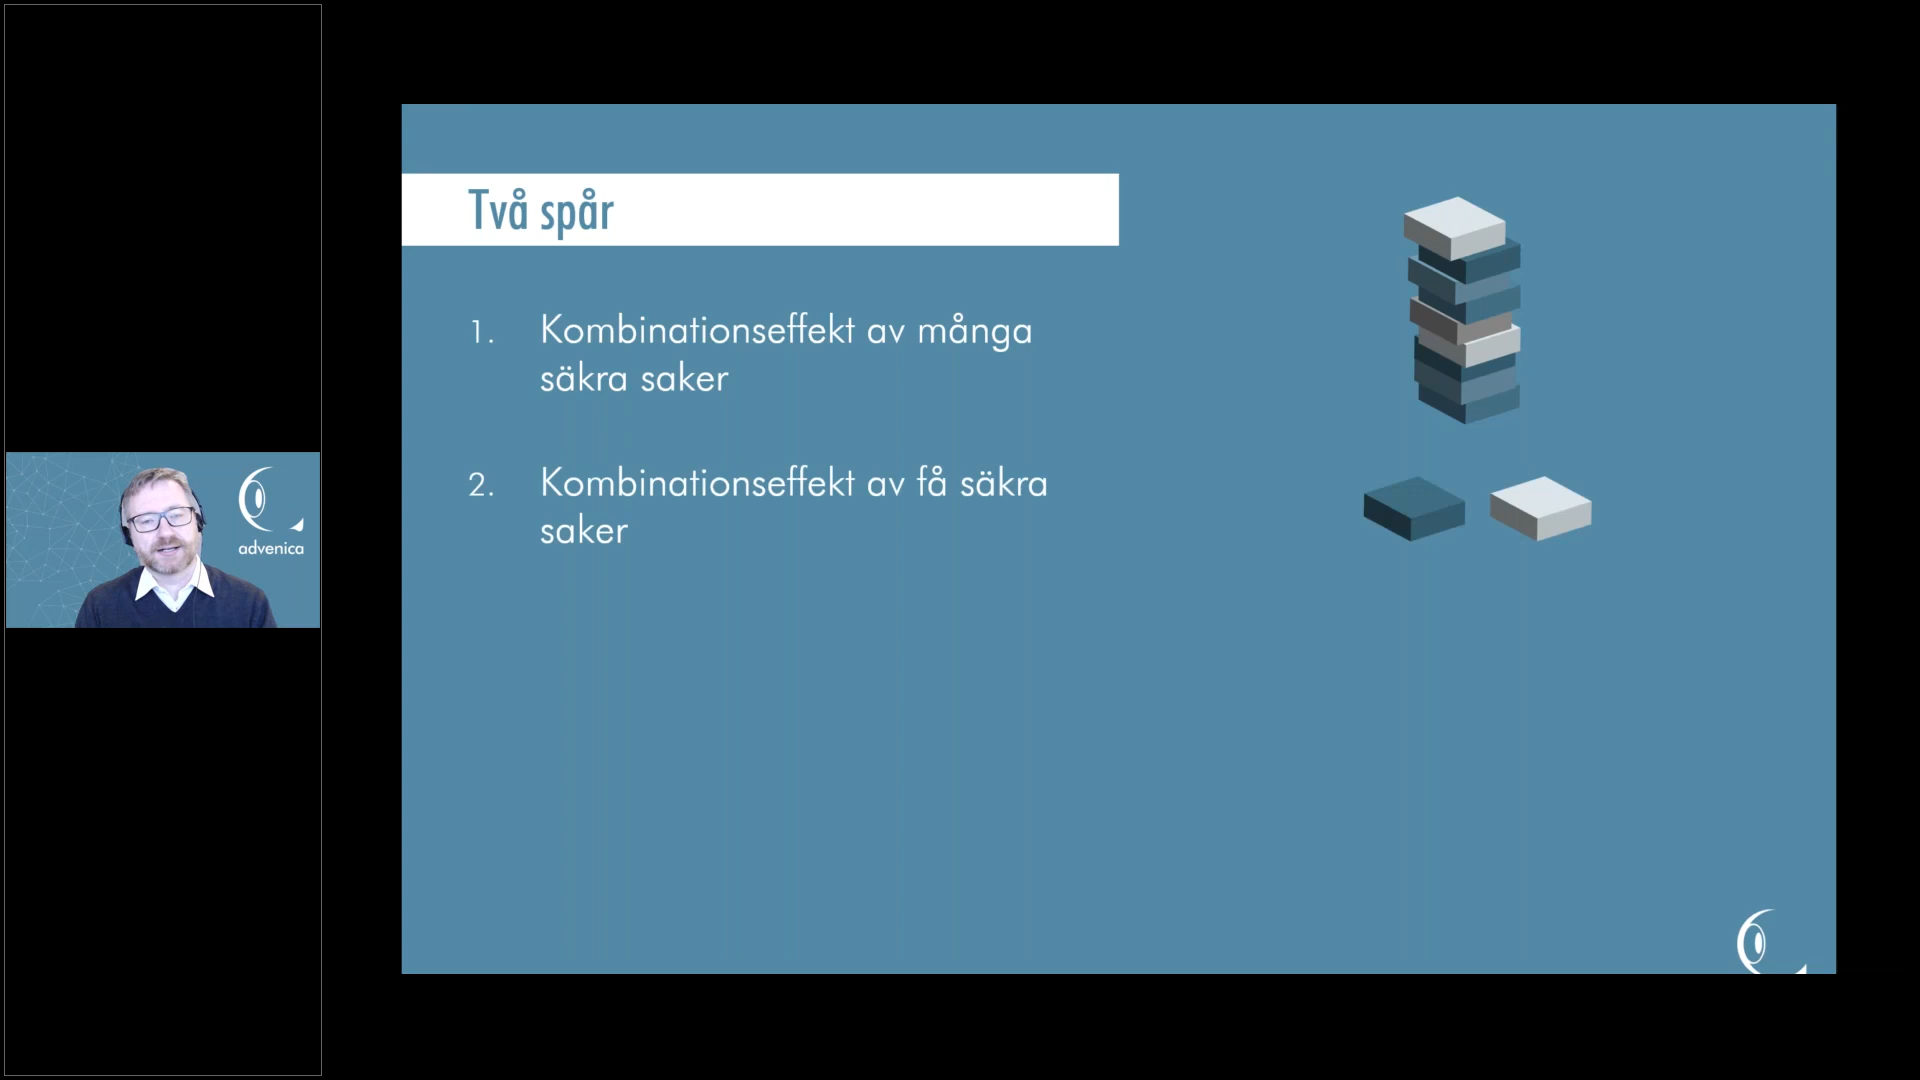 Två spår
1. Kombinationseffekt av många
säkra saker
2. Kombinationseffekt av få säkra
saker
advenica